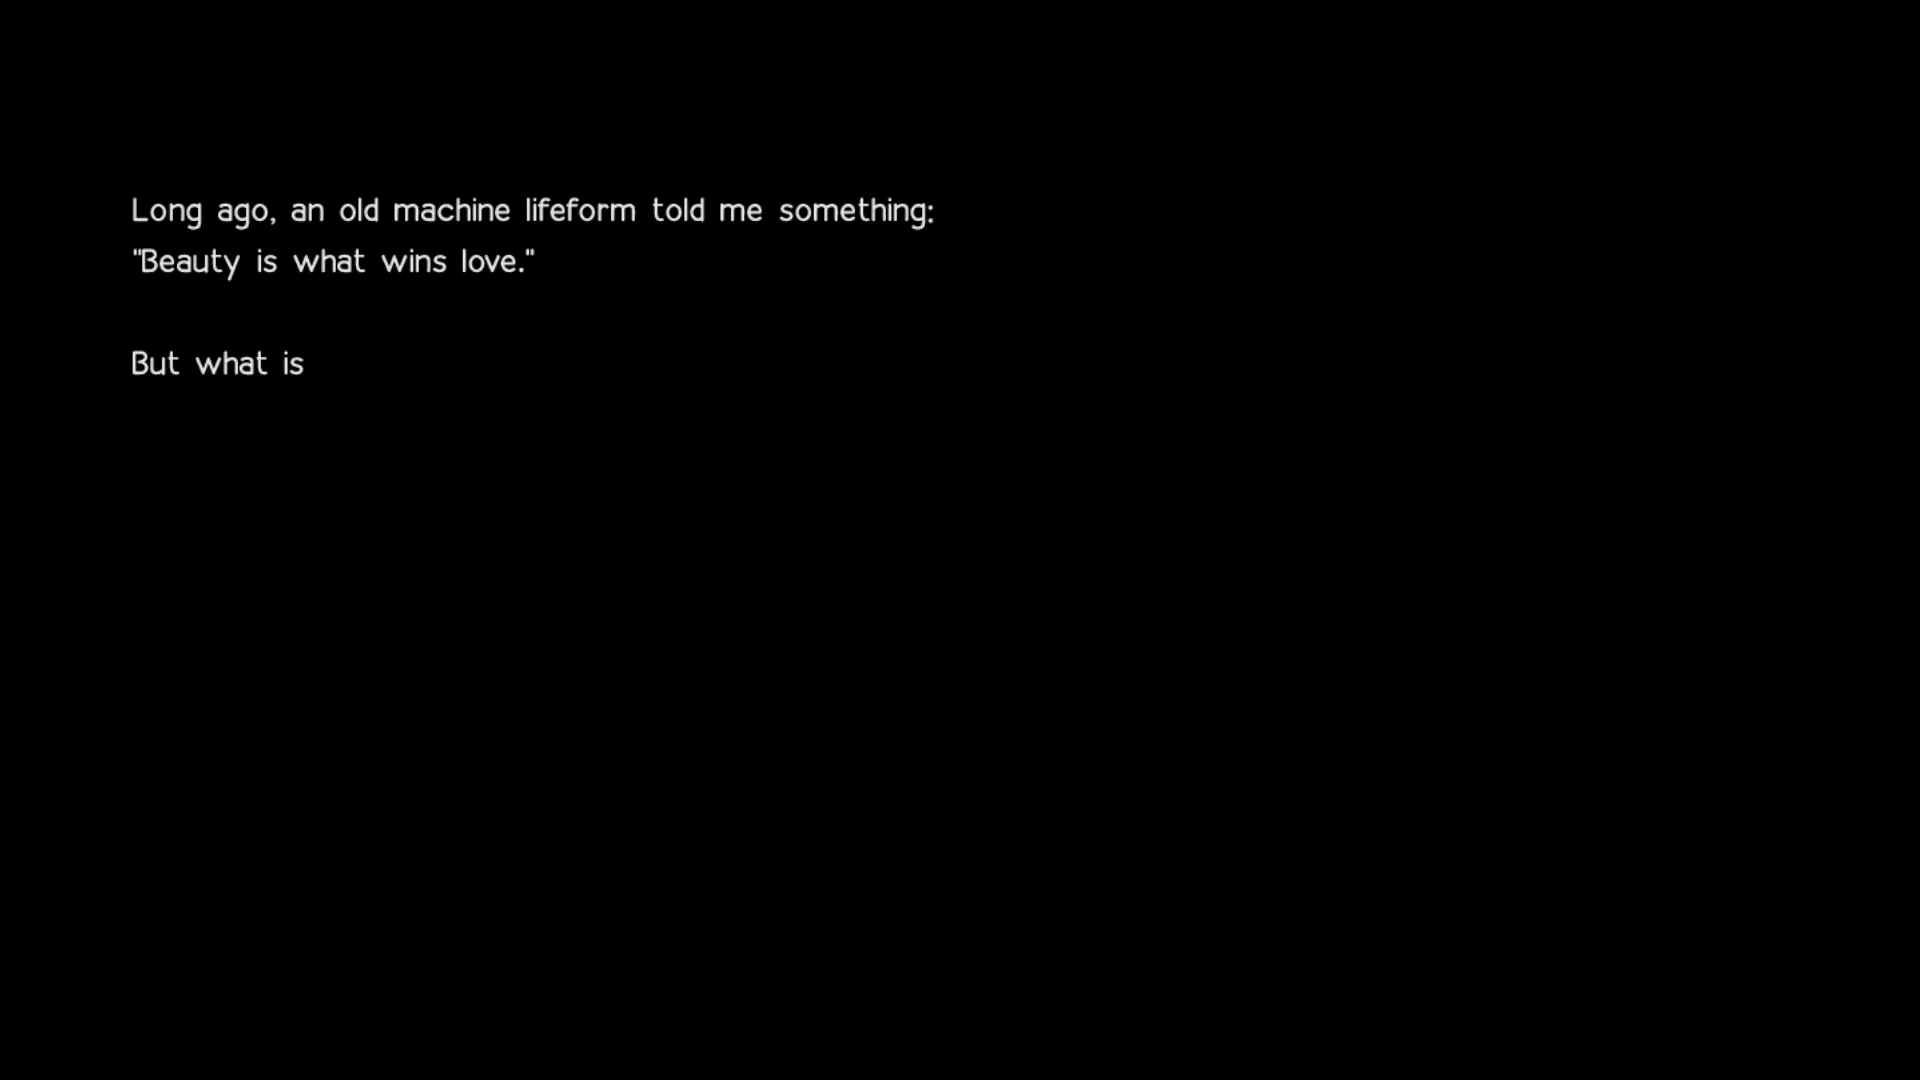 Long ago, an old machine lifeform told me something:
"Beauty is what wins love."
But what is